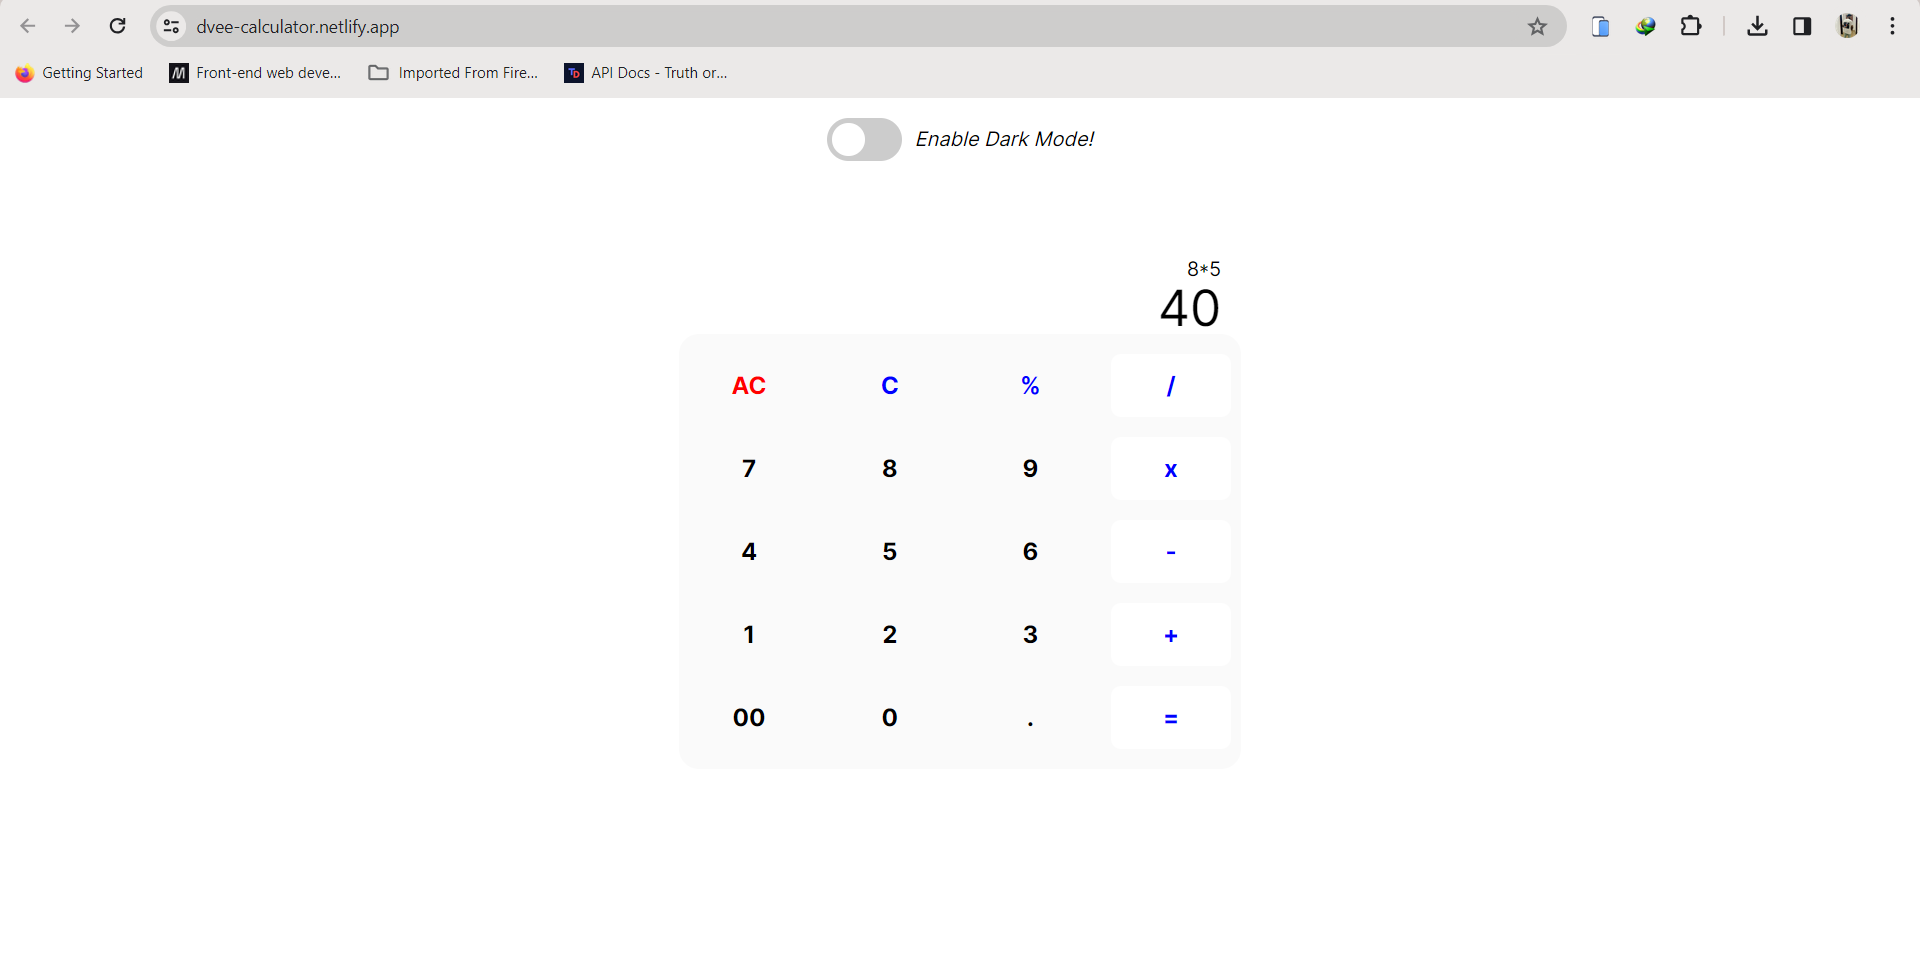 dvee-calculator.netlify.app
Getting Started M Front-end web deve... Imported From Fire... TD API Docs - Truth or...
Enable Dark Mode!
8*5
40
AC C % /
7 8 9 x
4 5 6 -
1 2 3 +
00 0 . =